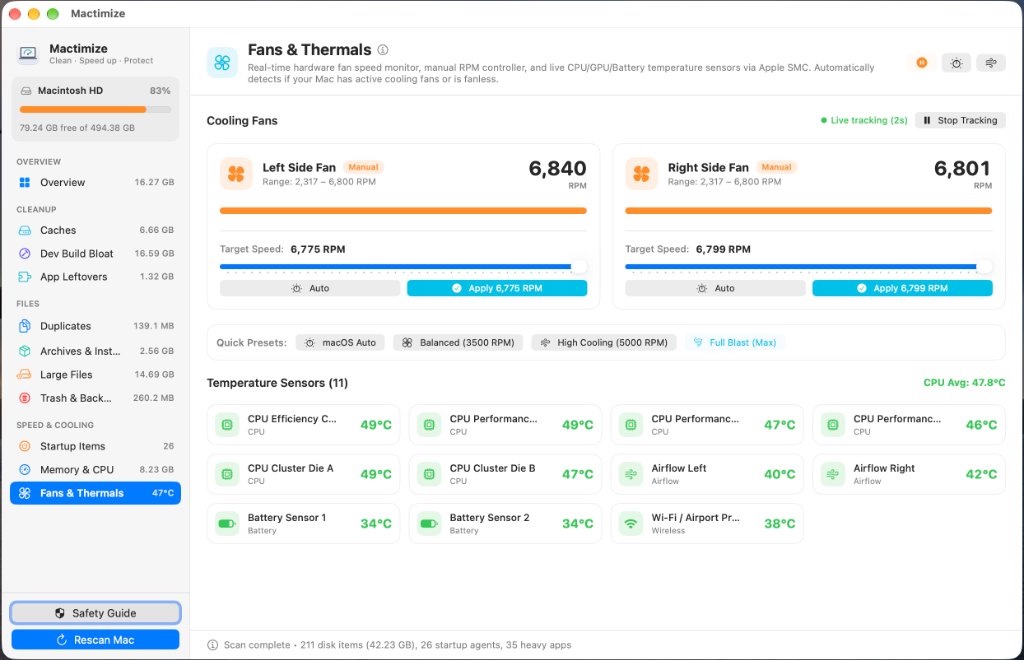 Mactimize
Mactimize
Clean · Speed up · Protect
Macintosh HD 83%
79.24 GB free of 494.38 GB
OVERVIEW
Overview 16.27 GB
CLEANUP
Caches 6.66 GB
Dev Build Bloat 16.59 GB
App Leftovers 1.32 GB
FILES
Duplicates 139.1 MB
Archives & Inst... 2.56 GB
Large Files 14.69 GB
Trash & Back... 260.2 MB
SPEED & COOLING
Startup Items 26
Memory & CPU 8.23 GB
Fans & Thermals 47°C
Safety Guide
Rescan Mac
Fans & Thermals
Real-time hardware fan speed monitor, manual RPM controller, and live CPU/GPU/Battery temperature sensors via Apple SMC. Automatically
detects if your Mac has active cooling fans or is fanless.
Cooling Fans
Live tracking (2s) Stop Tracking
Left Side Fan Manual
Range: 2,317 – 6,800 RPM
6,840
RPM
Target Speed: 6,775 RPM
Auto Apply 6,775 RPM
Right Side Fan Manual
Range: 2,317 – 6,800 RPM
6,801
RPM
Target Speed: 6,799 RPM
Auto Apply 6,799 RPM
Quick Presets: macOS Auto Balanced (3500 RPM) High Cooling (5000 RPM) Full Blast (Max)
Temperature Sensors (11) CPU Avg: 47.8°C
CPU Efficiency C... 49°C
CPU
CPU Performanc... 49°C
CPU
CPU Performanc... 47°C
CPU
CPU Performanc... 46°C
CPU
CPU Cluster Die A 49°C
CPU
CPU Cluster Die B 47°C
CPU
Airflow Left 40°C
Airflow
Airflow Right 42°C
Airflow
Battery Sensor 1 34°C
Battery
Battery Sensor 2 34°C
Battery
Wi-Fi / Airport Pr... 38°C
Wireless
Scan complete • 211 disk items (42.23 GB), 26 startup agents, 35 heavy apps